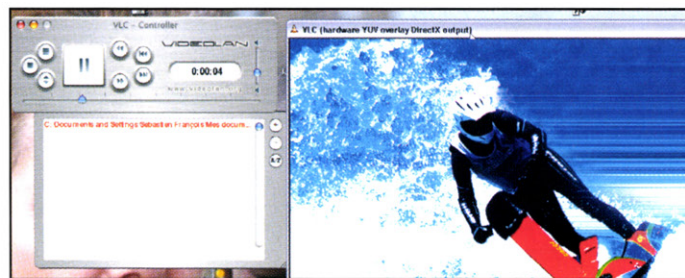 VLC - Controller
VIDEOLAN
0:00:04
www.videolan.org
C: Documents and Settings Sebastian François Mes docum...
VLC (hardware YUV overlay DirectX output)